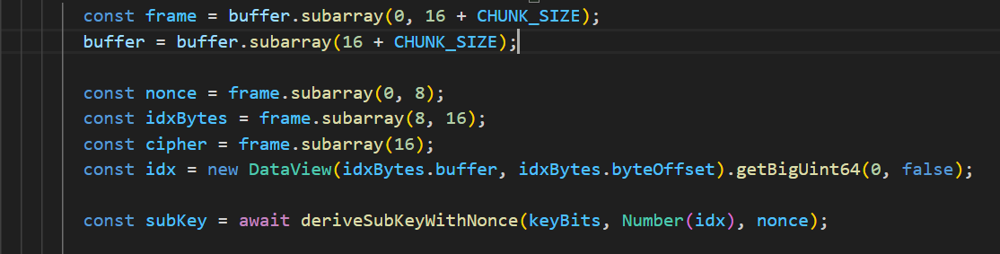 const frame = buffer.subarray(0, 16 + CHUNK_SIZE);
buffer = buffer.subarray(16 + CHUNK_SIZE);
const nonce = frame.subarray(0, 8);
const idxBytes = frame.subarray(8, 16);
const cipher = frame.subarray(16);
const idx = new DataView(idxBytes.buffer, idxBytes.byteOffset).getBigUint64(0, false);
const subKey = await deriveSubKeyWithNonce(keyBits, Number(idx), nonce);